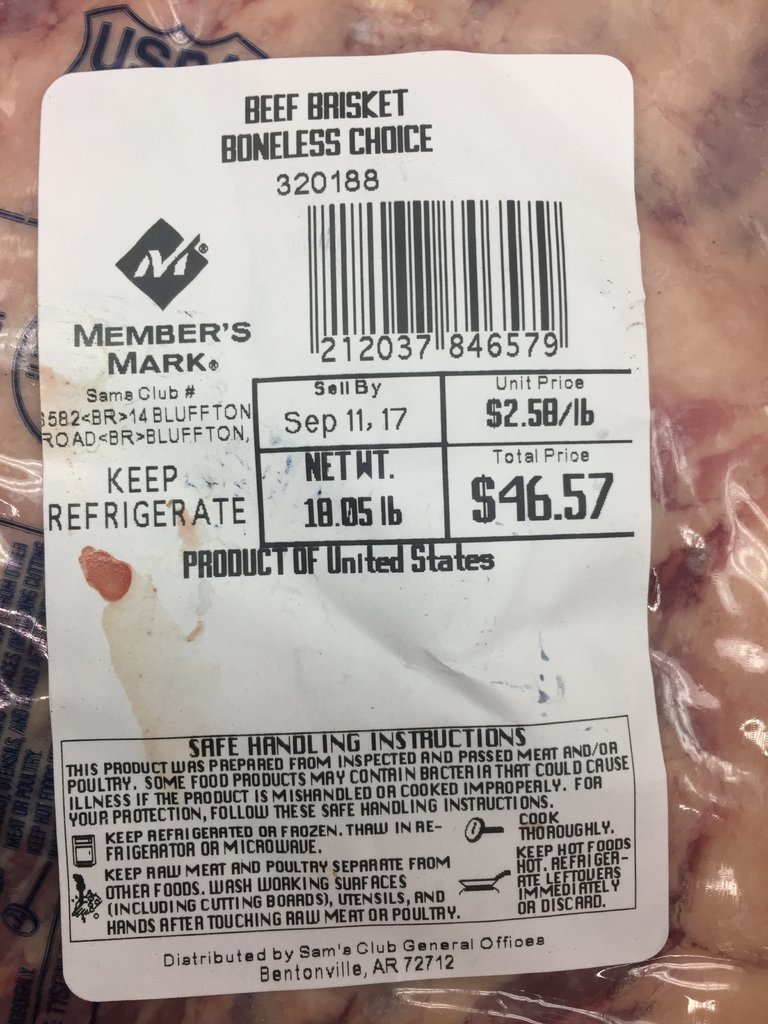 USDA
BEEF BRISKET
BONELESS CHOICE
320188
212037 846579
MEMBER'S
MARK®
Sams Club #
6582<BR>14 BLUFFTON
ROAD<BR>BLUFFTON,
KEEP
REFRIGERATE
Sell By
Sep 11, 17
Unit Price
$2.58/lb
NET WT.
18.05 lb
Total Price
$46.57
PRODUCT OF United States
SAFE HANDLING INSTRUCTIONS
THIS PRODUCT WAS PREPARED FROM INSPECTED AND PASSED MEAT AND/OR
POULTRY. SOME FOOD PRODUCTS MAY CONTAIN BACTERIA THAT COULD CAUSE
ILLNESS IF THE PRODUCT IS MISHANDLED OR COOKED IMPROPERLY. FOR
YOUR PROTECTION, FOLLOW THESE SAFE HANDLING INSTRUCTIONS.
KEEP REFRIGERATED OR FROZEN. THAW IN RE-
FRIGERATOR OR MICROWAVE.
KEEP RAW MEAT AND POULTRY SEPARATE FROM
OTHER FOODS. WASH WORKING SURFACES
(INCLUDING CUTTING BOARDS), UTENSILS, AND
HANDS AFTER TOUCHING RAW MEAT OR POULTRY.
COOK
THOROUGHLY.
KEEP HOT FOODS
HOT. REFRIGER-
ATE LEFTOVERS
IMMEDIATELY
OR DISCARD.
Distributed by Sam's Club General Offices
Bentonville, AR 72712